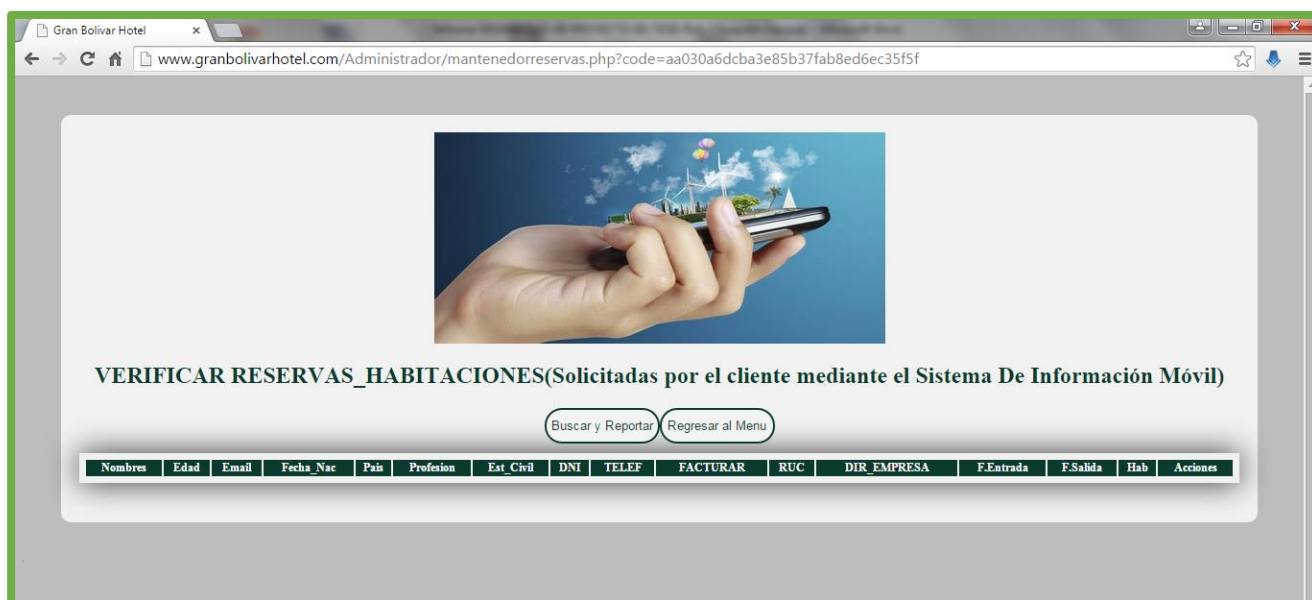 Gran Bolivar Hotel
www.granbolivarhotel.com/Administrador/mantenedorreservas.php?code=aa030a6dcba3e85b37fab8ed6ec35f5f
VERIFICAR RESERVAS_HABITACIONES(Solicitadas por el cliente mediante el Sistema De Información Móvil)
Buscar y Reportar Regresar al Menu
Nombres Edad Email Fecha_Nac Pais Profesion Est_Civil DNI TELEF FACTURAR RUC DIR_EMPRESA F.Entrada F.Salida Hab Acciones